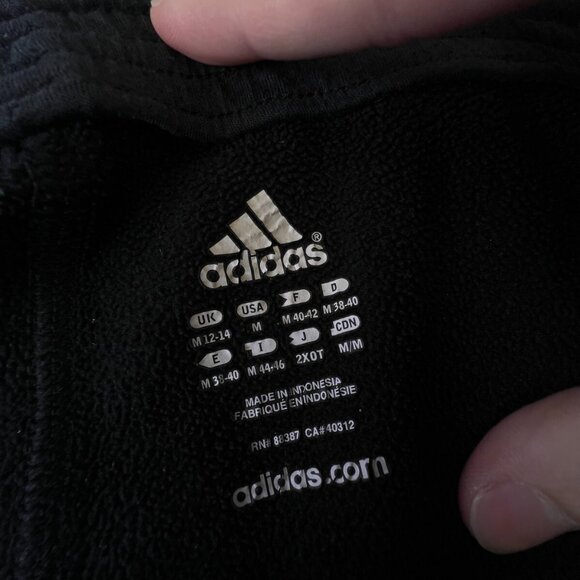 adidas®
UK USA F D
M 12-14 M M 40-42 M 38-40
E I J CDN
M 38-40 M 44-46 2XOT M/M
MADE IN INDONESIA
FABRIQUÉ EN INDONÉSIE
RN# 88387 CA# 40312
adidas.com